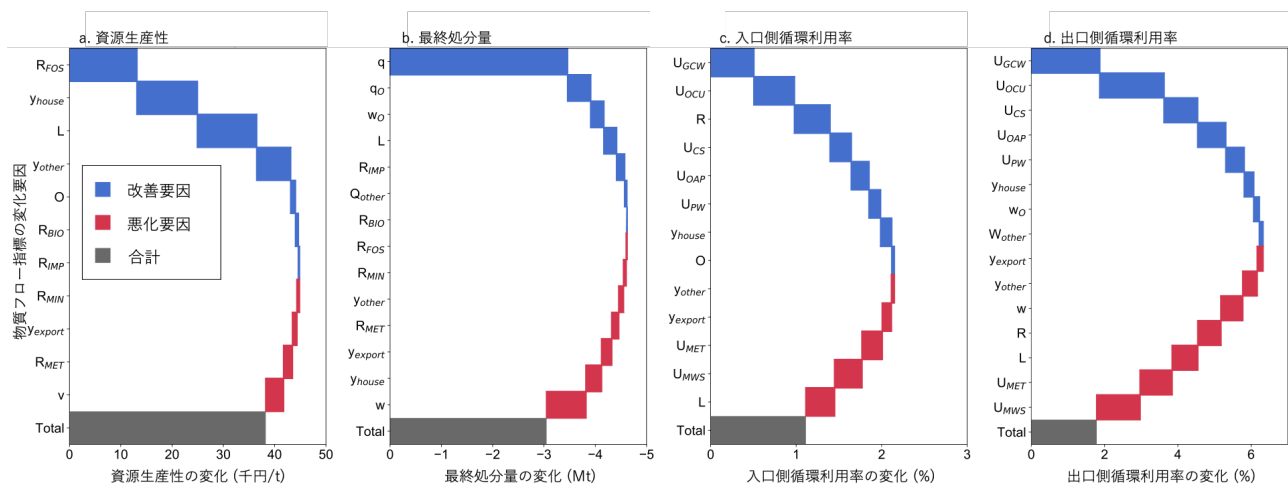 a. 資源生産性
物質フロー指標の変化要因
R_FOS
y_house
L
y_other
O
R_BIO
R_IMP
R_MIN
y_export
R_MET
v
Total
改善要因
悪化要因
合計
0 10 20 30 40 50
資源生産性の変化 (千円/t)
b. 最終処分量
q
q_O
w_O
L
R_IMP
Q_other
R_BIO
R_FOS
R_MIN
y_other
R_MET
y_export
y_house
w
Total
0 −1 −2 −3 −4 −5
最終処分量の変化 (Mt)
c. 入口側循環利用率
U_GCW
U_OCU
R
U_CS
U_OAP
U_PW
y_house
O
y_other
y_export
U_MET
U_MWS
L
Total
0 1 2 3
入口側循環利用率の変化 (%)
d. 出口側循環利用率
U_GCW
U_OCU
U_CS
U_OAP
U_PW
y_house
w_O
W_other
y_export
y_other
w
R
L
U_MET
U_MWS
Total
0 2 4 6
出口側循環利用率の変化 (%)